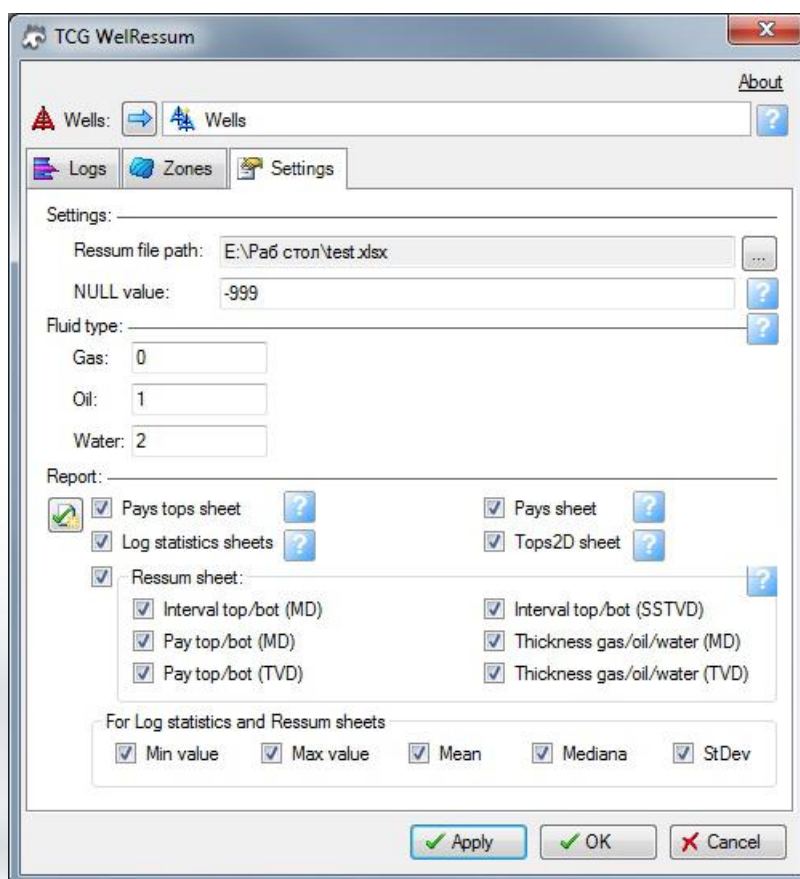 TCG WelRessum
About
Wells: Wells
Logs Zones Settings
Settings:
Ressum file path: E:\Раб стол\test.xlsx ...
NULL value: -999 ?
Fluid type: ?
Gas: 0
Oil: 1
Water: 2
Report:
Pays tops sheet ? Pays sheet ?
Log statistics sheets ? Tops2D sheet ?
Ressum sheet: ?
Interval top/bot (MD) Interval top/bot (SSTVD)
Pay top/bot (MD) Thickness gas/oil/water (MD)
Pay top/bot (TVD) Thickness gas/oil/water (TVD)
For Log statistics and Ressum sheets
Min value Max value Mean Mediana StDev
Apply OK Cancel